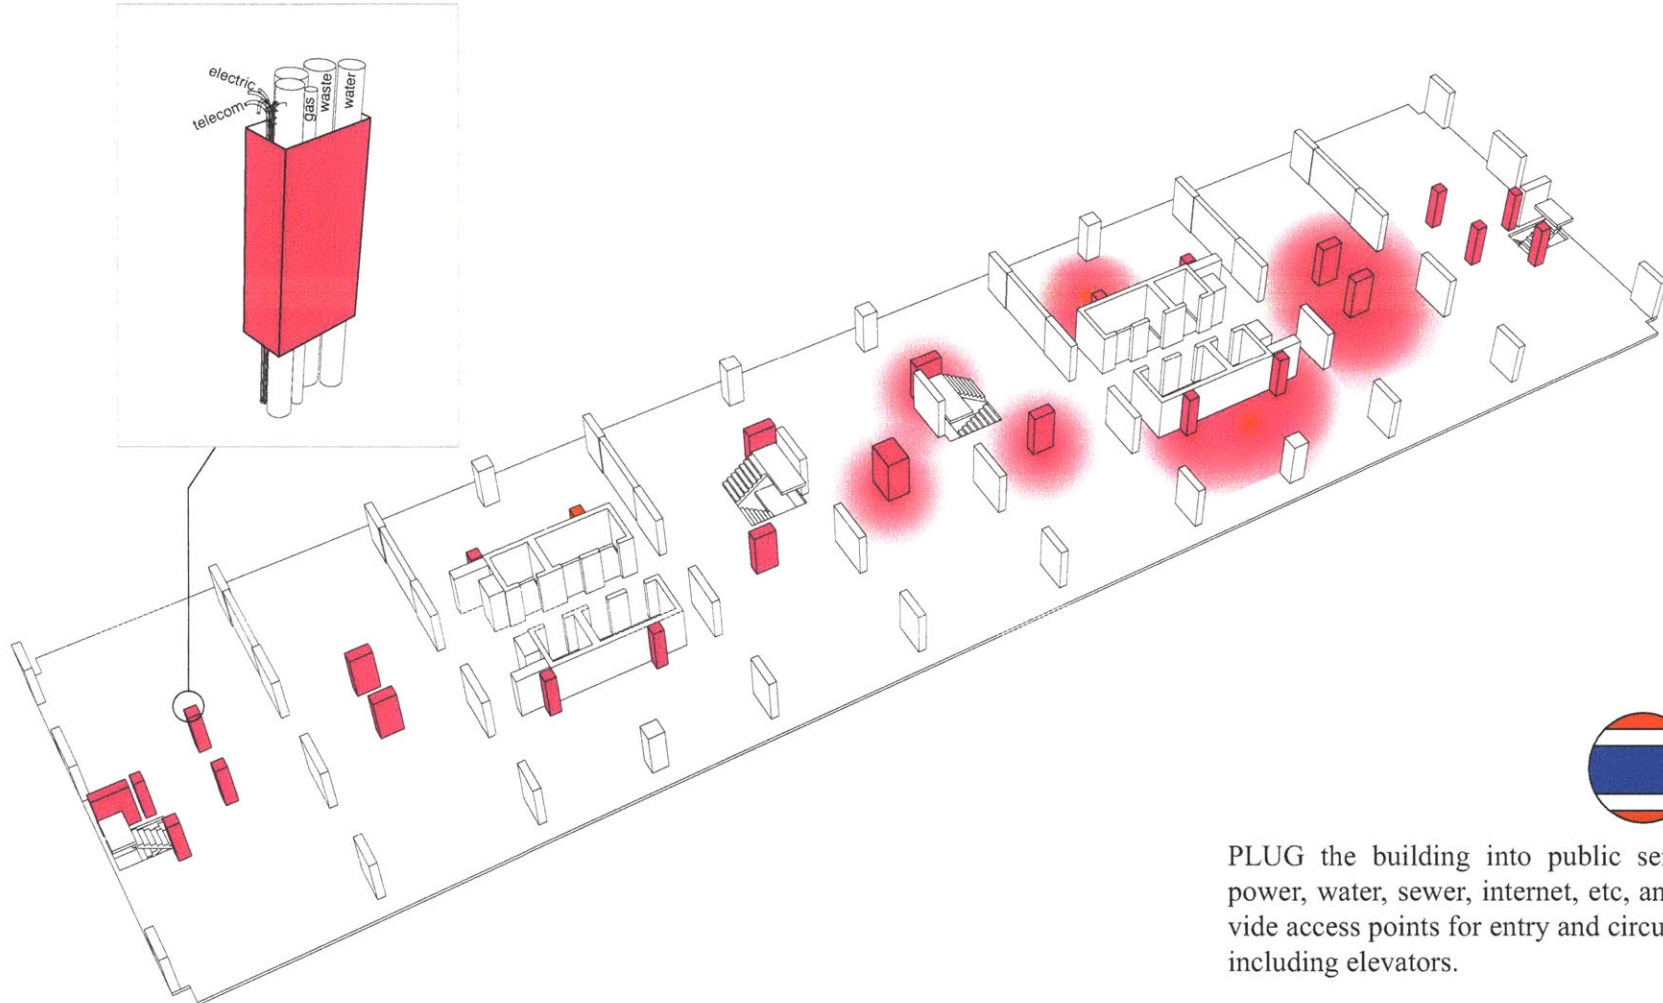 electric
telecom
gas
waste
water
PLUG the building into public se
power, water, sewer, internet, etc, an
vide access points for entry and circu
including elevators.